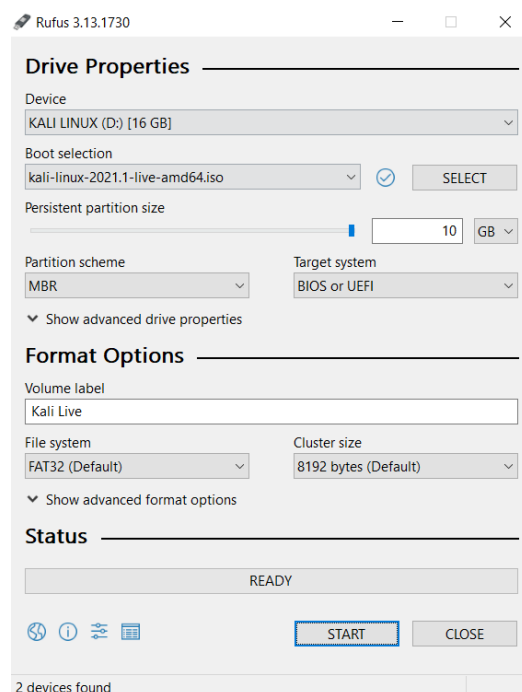 Rufus 3.13.1730
Drive Properties
Device
KALI LINUX (D:) [16 GB]
Boot selection
kali-linux-2021.1-live-amd64.iso
SELECT
Persistent partition size
10 GB
Partition scheme Target system
MBR BIOS or UEFI
Show advanced drive properties
Format Options
Volume label
Kali Live
File system Cluster size
FAT32 (Default) 8192 bytes (Default)
Show advanced format options
Status
READY
START CLOSE
2 devices found